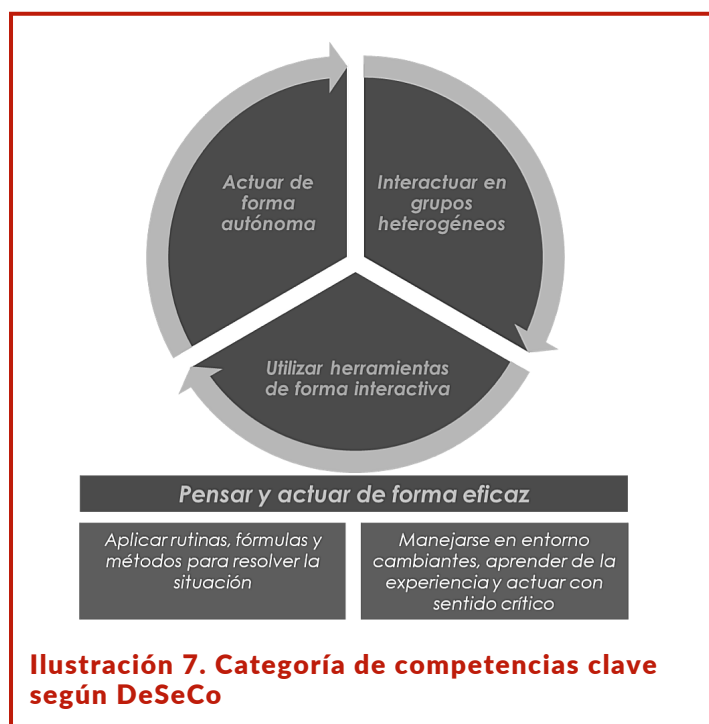 Actuar de
forma
autónoma
Interactuar en
grupos
heterogéneos
Utilizar herramientas
de forma interactiva
Pensar y actuar de forma eficaz
Aplicar rutinas, fórmulas y
métodos para resolver la
situación
Manejarse en entorno
cambiantes, aprender de la
experiencia y actuar con
sentido crítico
Ilustración 7. Categoría de competencias clave
según DeSeCo